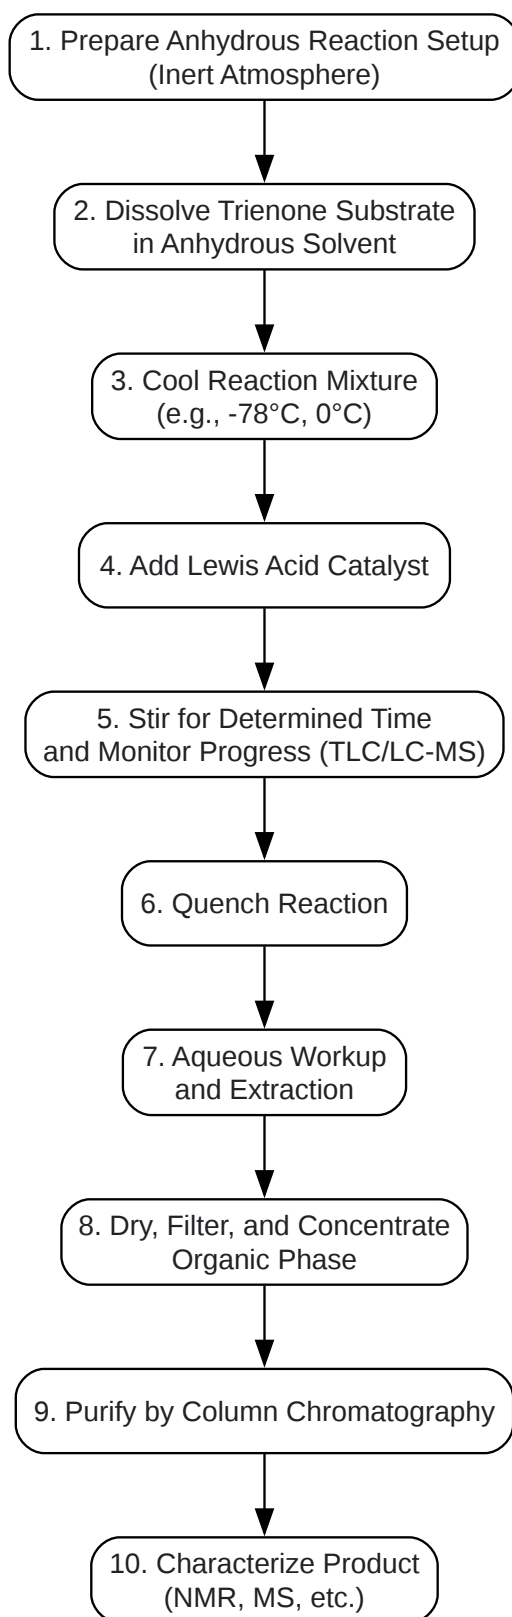 1. Prepare Anhydrous Reaction Setup
(Inert Atmosphere)
2. Dissolve Trienone Substrate
in Anhydrous Solvent
3. Cool Reaction Mixture
(e.g., -78°C, 0°C)
4. Add Lewis Acid Catalyst
5. Stir for Determined Time
and Monitor Progress (TLC/LC-MS)
6. Quench Reaction
7. Aqueous Workup
and Extraction
8. Dry, Filter, and Concentrate
Organic Phase
9. Purify by Column Chromatography
10. Characterize Product
(NMR, MS, etc.)